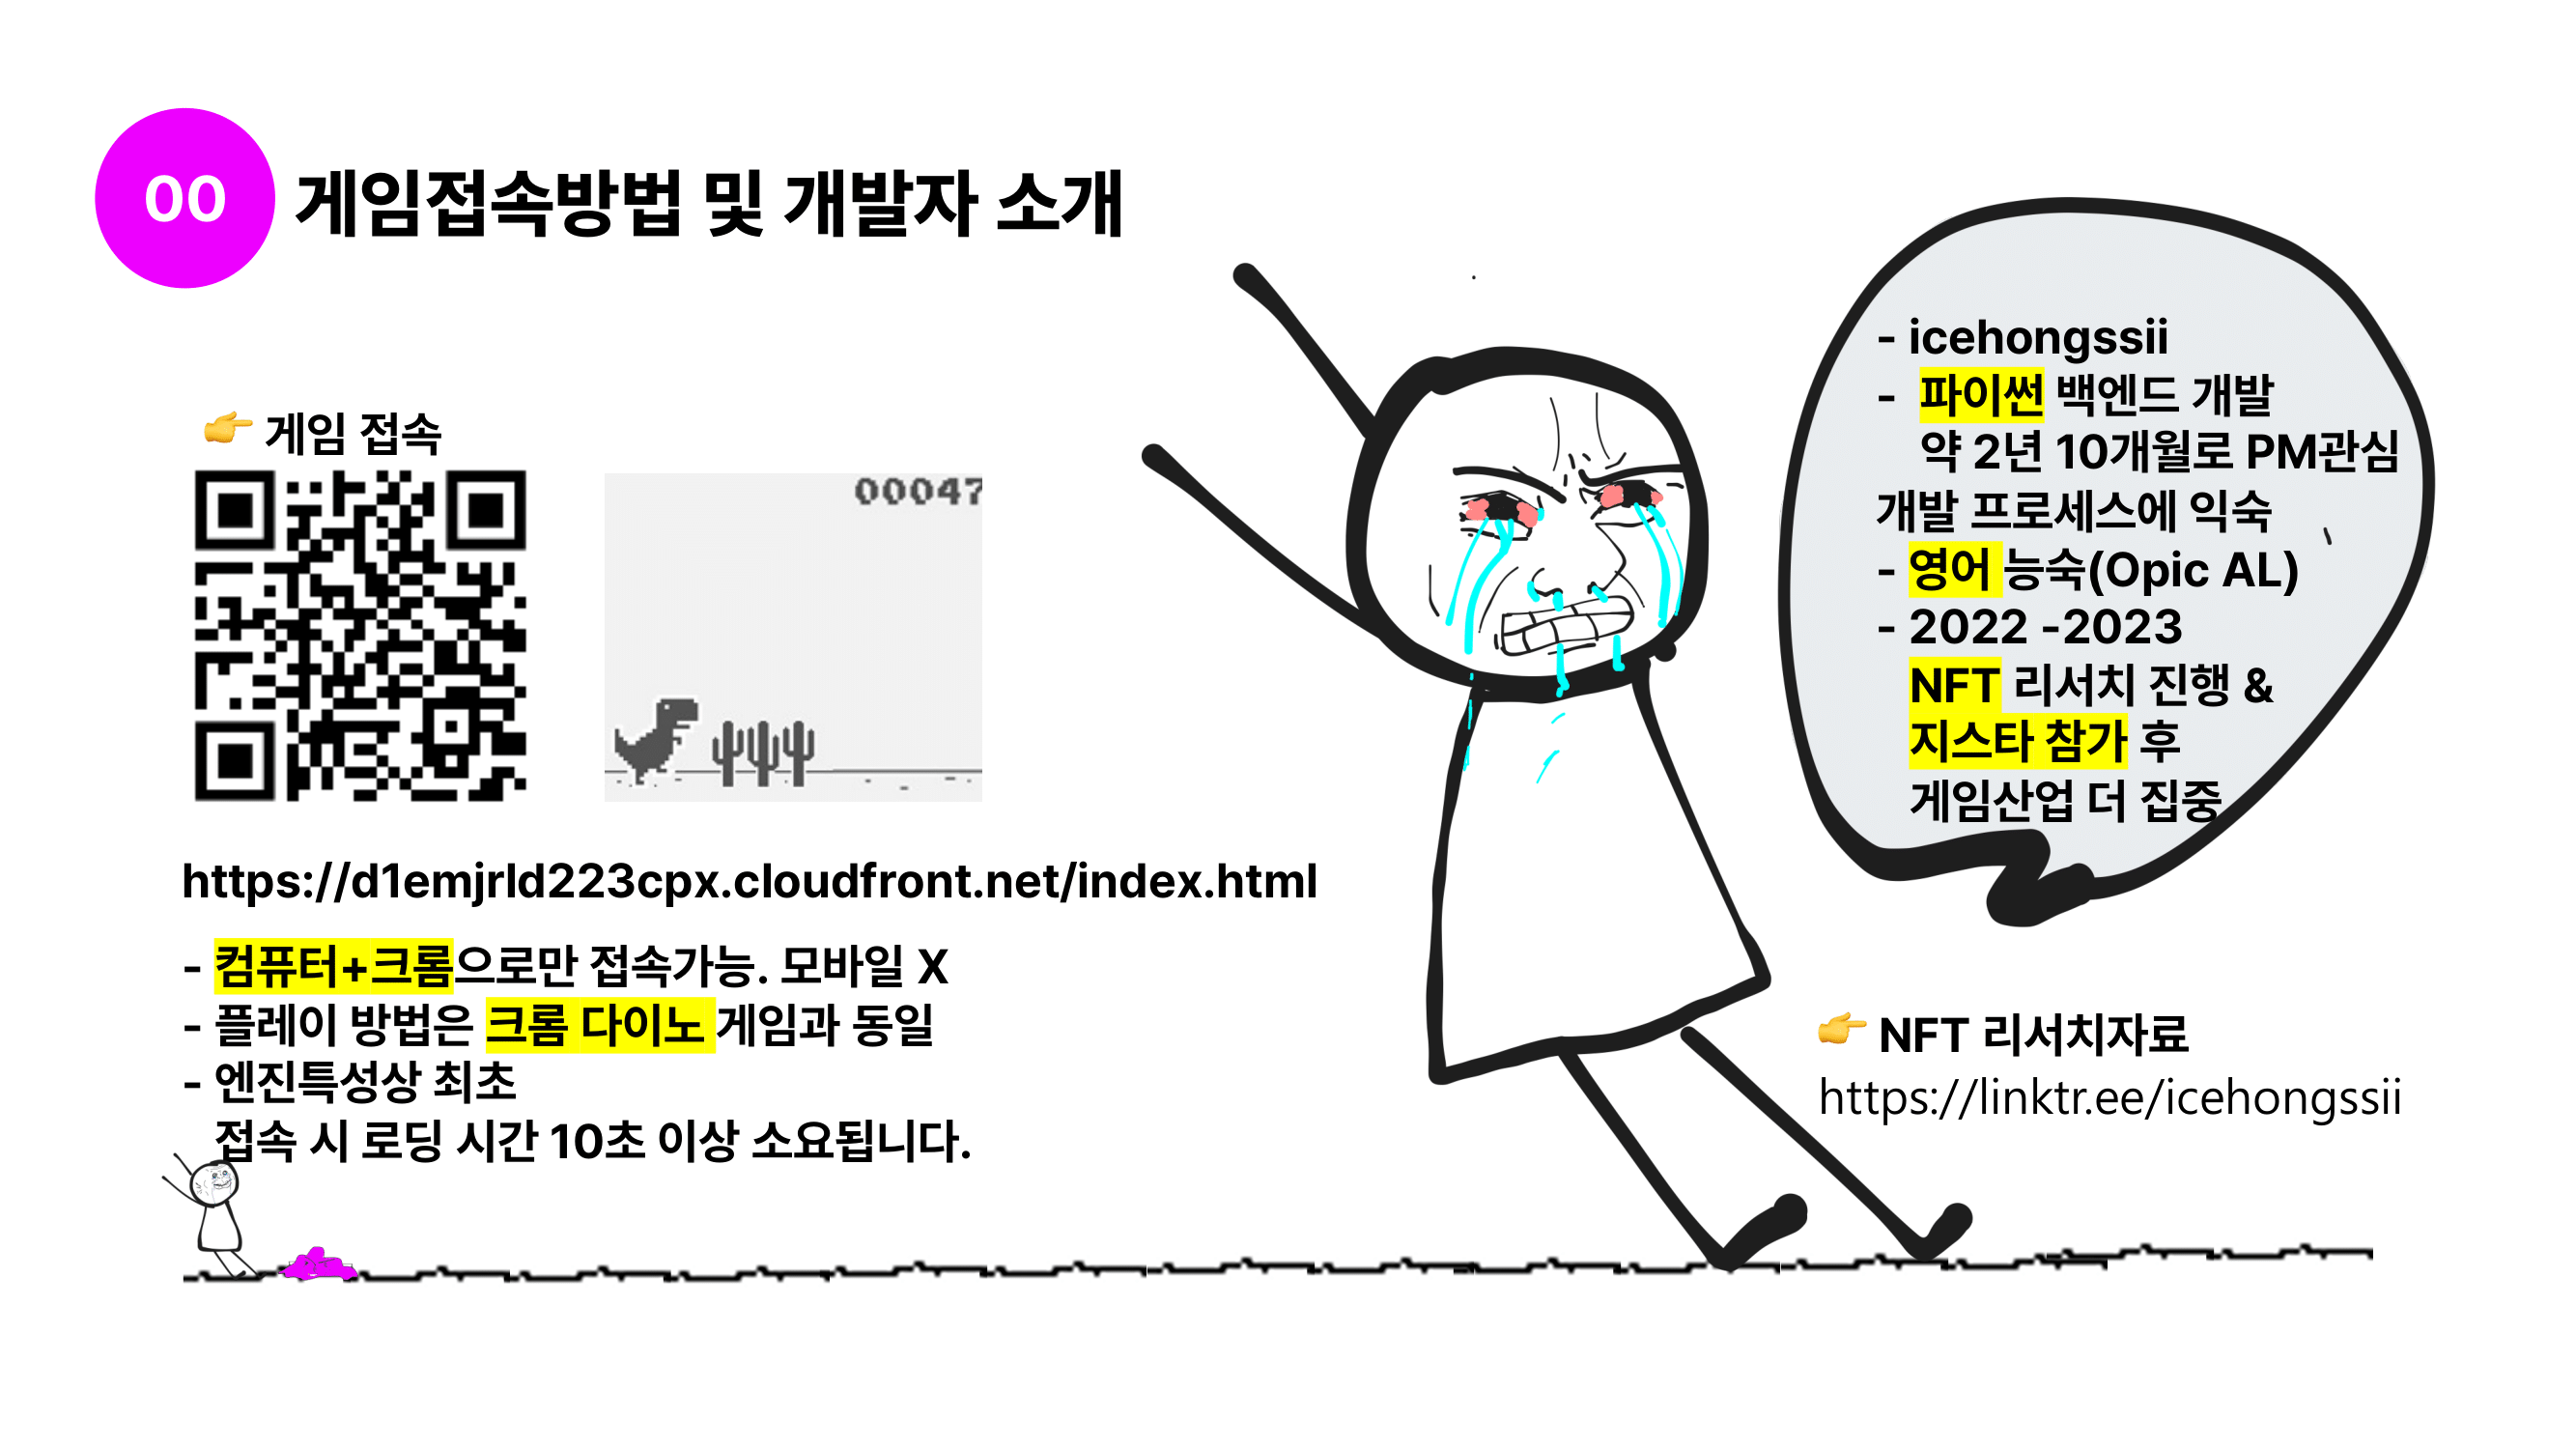 00
게임접속방법 및 개발자 소개
👉 게임 접속
00047
https://d1emjrld223cpx.cloudfront.net/index.html
- 컴퓨터+크롬으로만 접속가능. 모바일 X
- 플레이 방법은 크롬 다이노 게임과 동일
- 엔진특성상 최초
접속 시 로딩 시간 10초 이상 소요됩니다.
- icehongssii
- 파이썬 백엔드 개발
약 2년 10개월로 PM관심
개발 프로세스에 익숙
- 영어 능숙(Opic AL)
- 2022 -2023
NFT 리서치 진행 &
지스타 참가 후
게임산업 더 집중
👉 NFT 리서치자료
https://linktr.ee/icehongssii